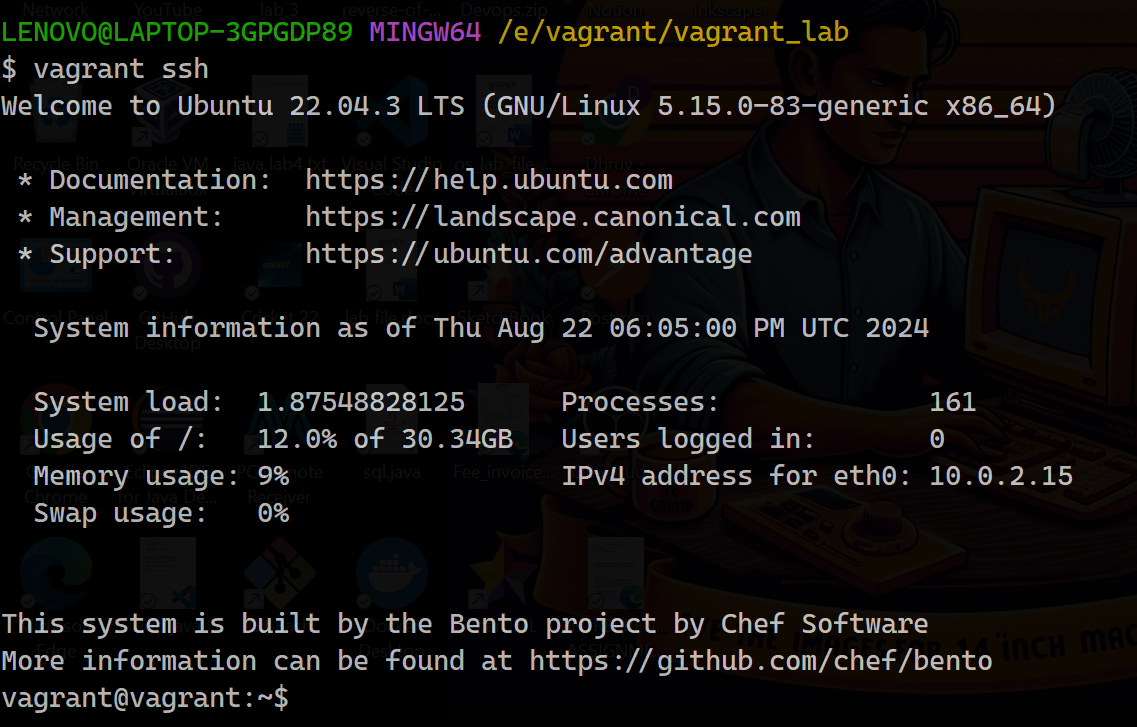 LENOVO@LAPTOP-3GPGDP89 MINGW64 /e/vagrant/vagrant_lab
$ vagrant ssh
Welcome to Ubuntu 22.04.3 LTS (GNU/Linux 5.15.0-83-generic x86_64)
* Documentation: https://help.ubuntu.com
* Management: https://landscape.canonical.com
* Support: https://ubuntu.com/advantage
System information as of Thu Aug 22 06:05:00 PM UTC 2024
System load: 1.87548828125 Processes: 161
Usage of /: 12.0% of 30.34GB Users logged in: 0
Memory usage: 9% IPv4 address for eth0: 10.0.2.15
Swap usage: 0%
This system is built by the Bento project by Chef Software
More information can be found at https://github.com/chef/bento
vagrant@vagrant:~$